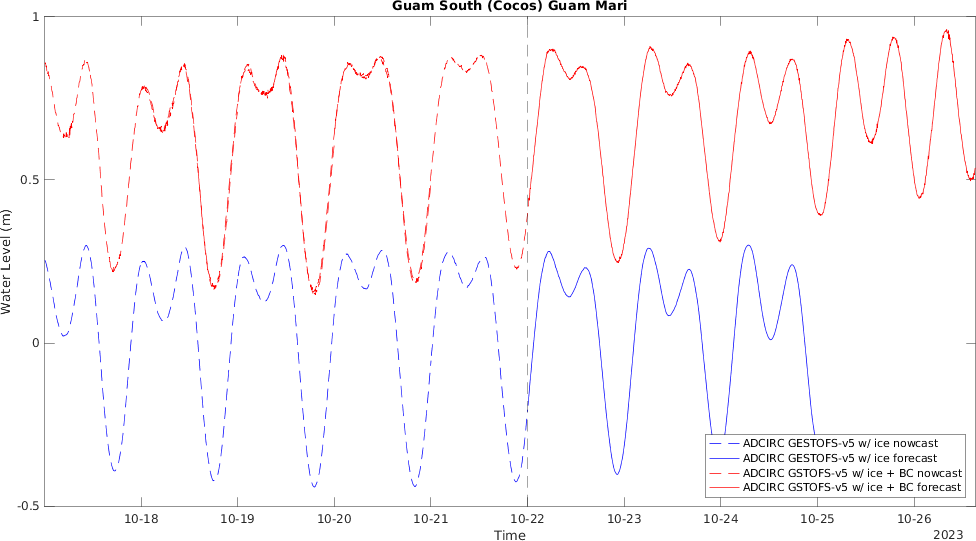 Guam South (Cocos) Guam Mari
1
0.5
0
-0.5
Water Level (m)
10-18 10-19 10-20 10-21 10-22 10-23 10-24 10-25 10-26
Time
2023
ADCIRC GESTOFS-v5 w/ ice nowcast
ADCIRC GESTOFS-v5 w/ ice forecast
ADCIRC GSTOFS-v5 w/ ice + BC nowcast
ADCIRC GSTOFS-v5 w/ ice + BC forecast